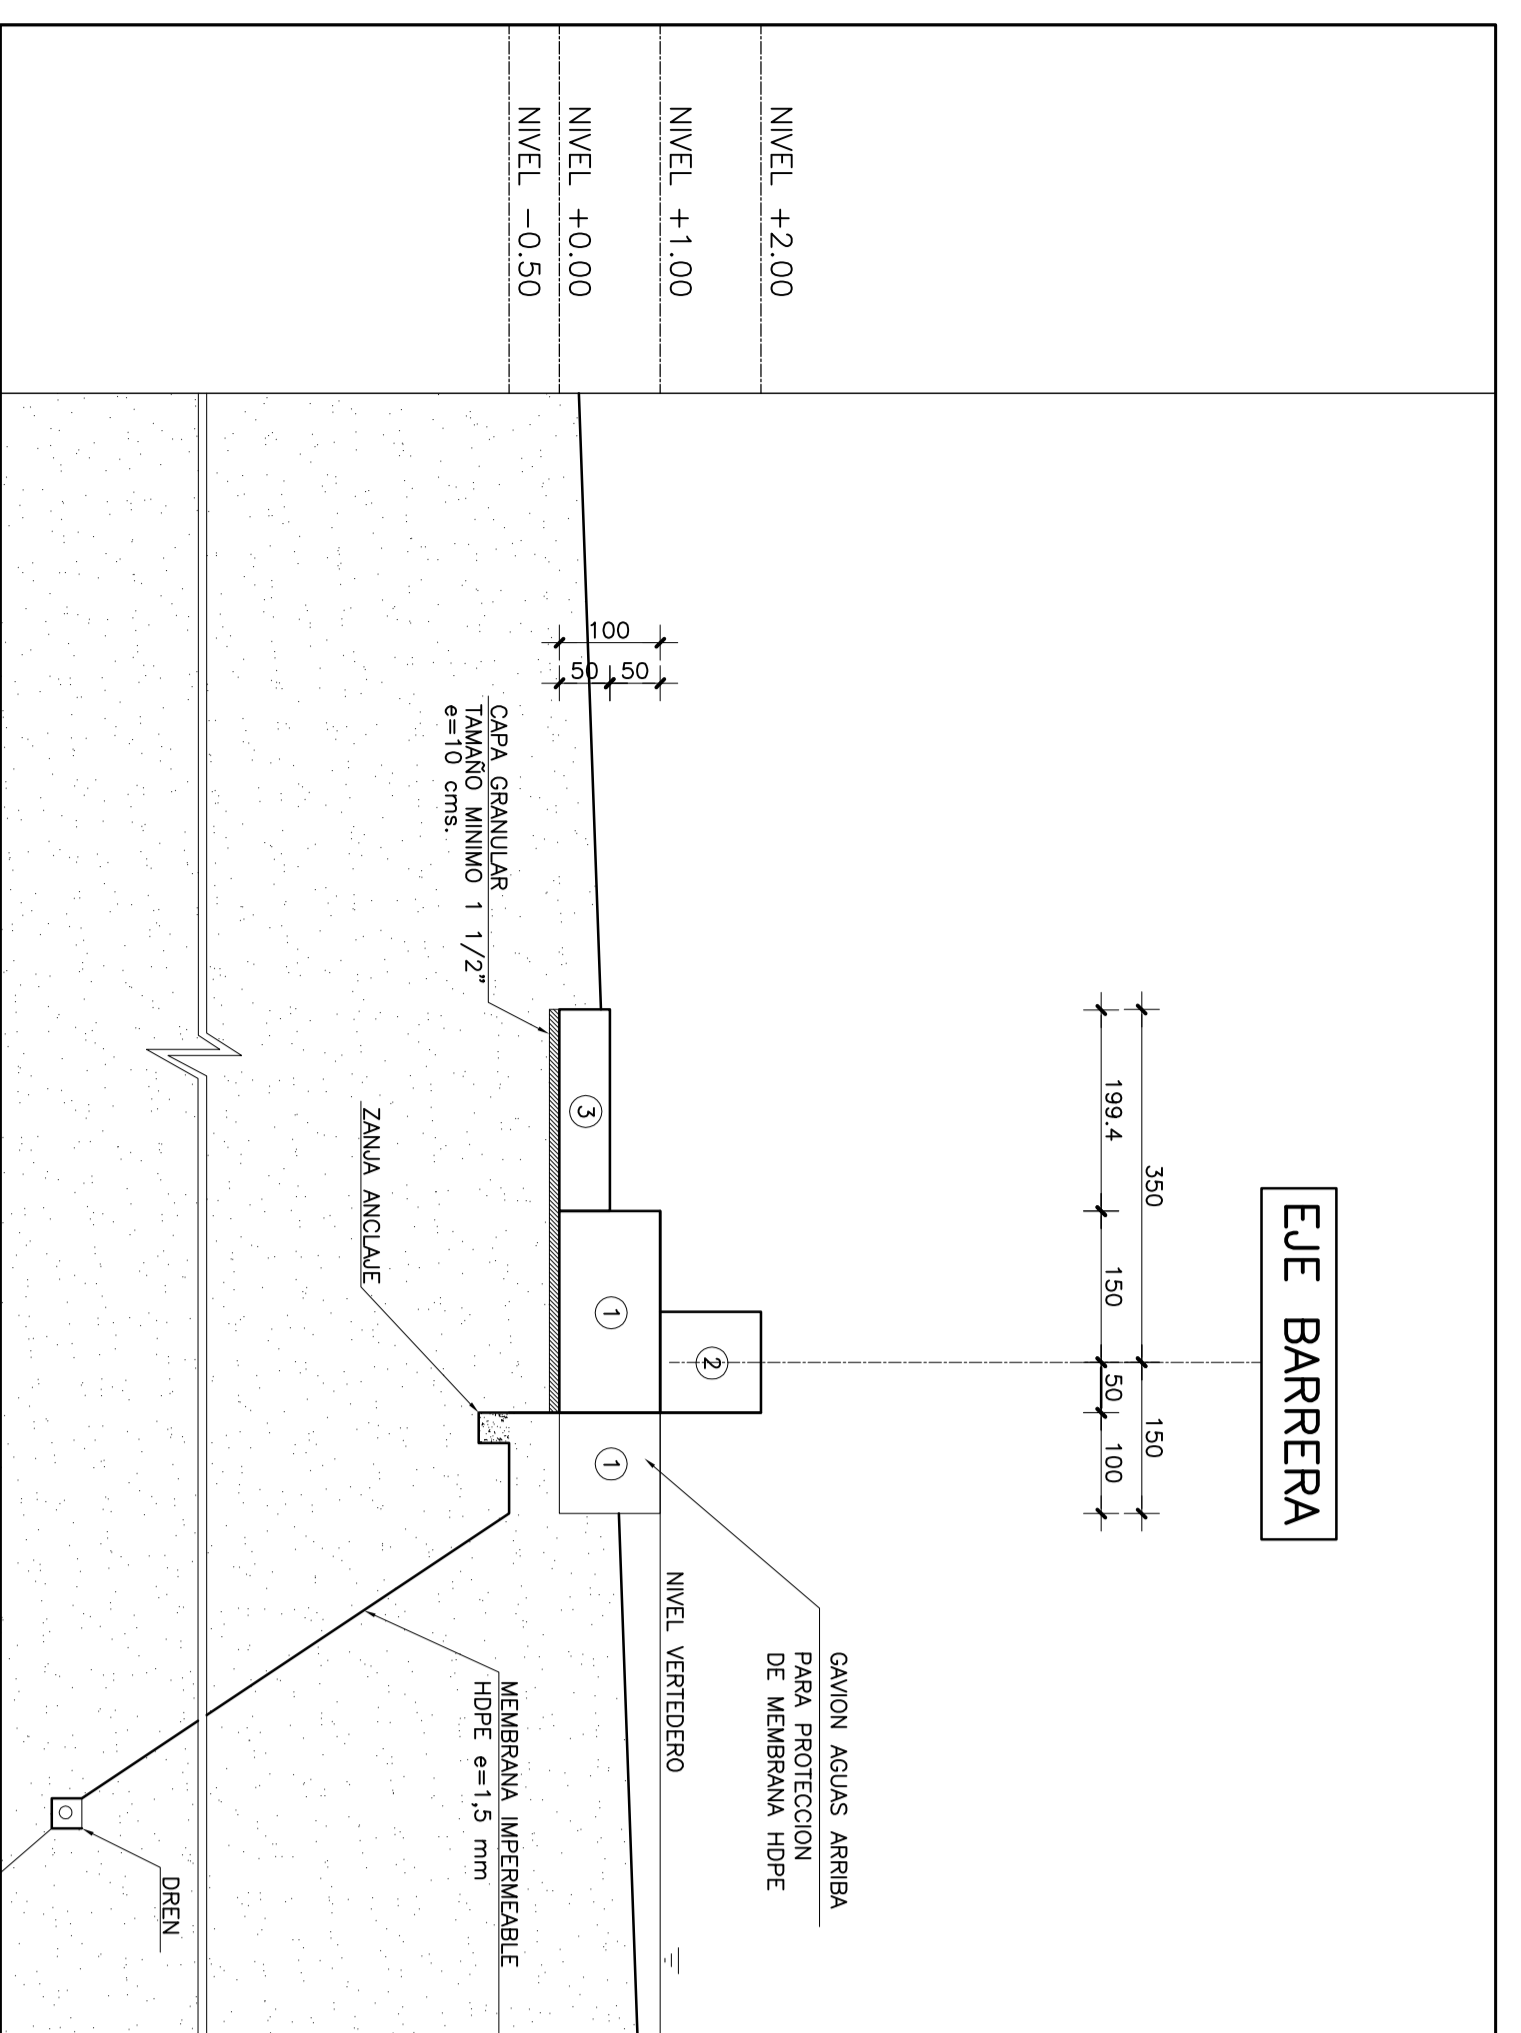 EJE BARRERA
350
150
199.4
150
50
100
NIVEL +2.00
NIVEL +1.00
NIVEL +0.00
NIVEL -0.50
100
50
50
2
1
1
3
GAVION AGUAS ARRIBA
PARA PROTECCION
DE MEMBRANA HDPE
NIVEL VERTEDERO
CAPA GRANULAR
TAMAÑO MINIMO 1 1/2"
e=10 cms.
ZANJA ANCLAJE
MEMBRANA IMPERMEABLE
HDPE e=1,5 mm
DREN